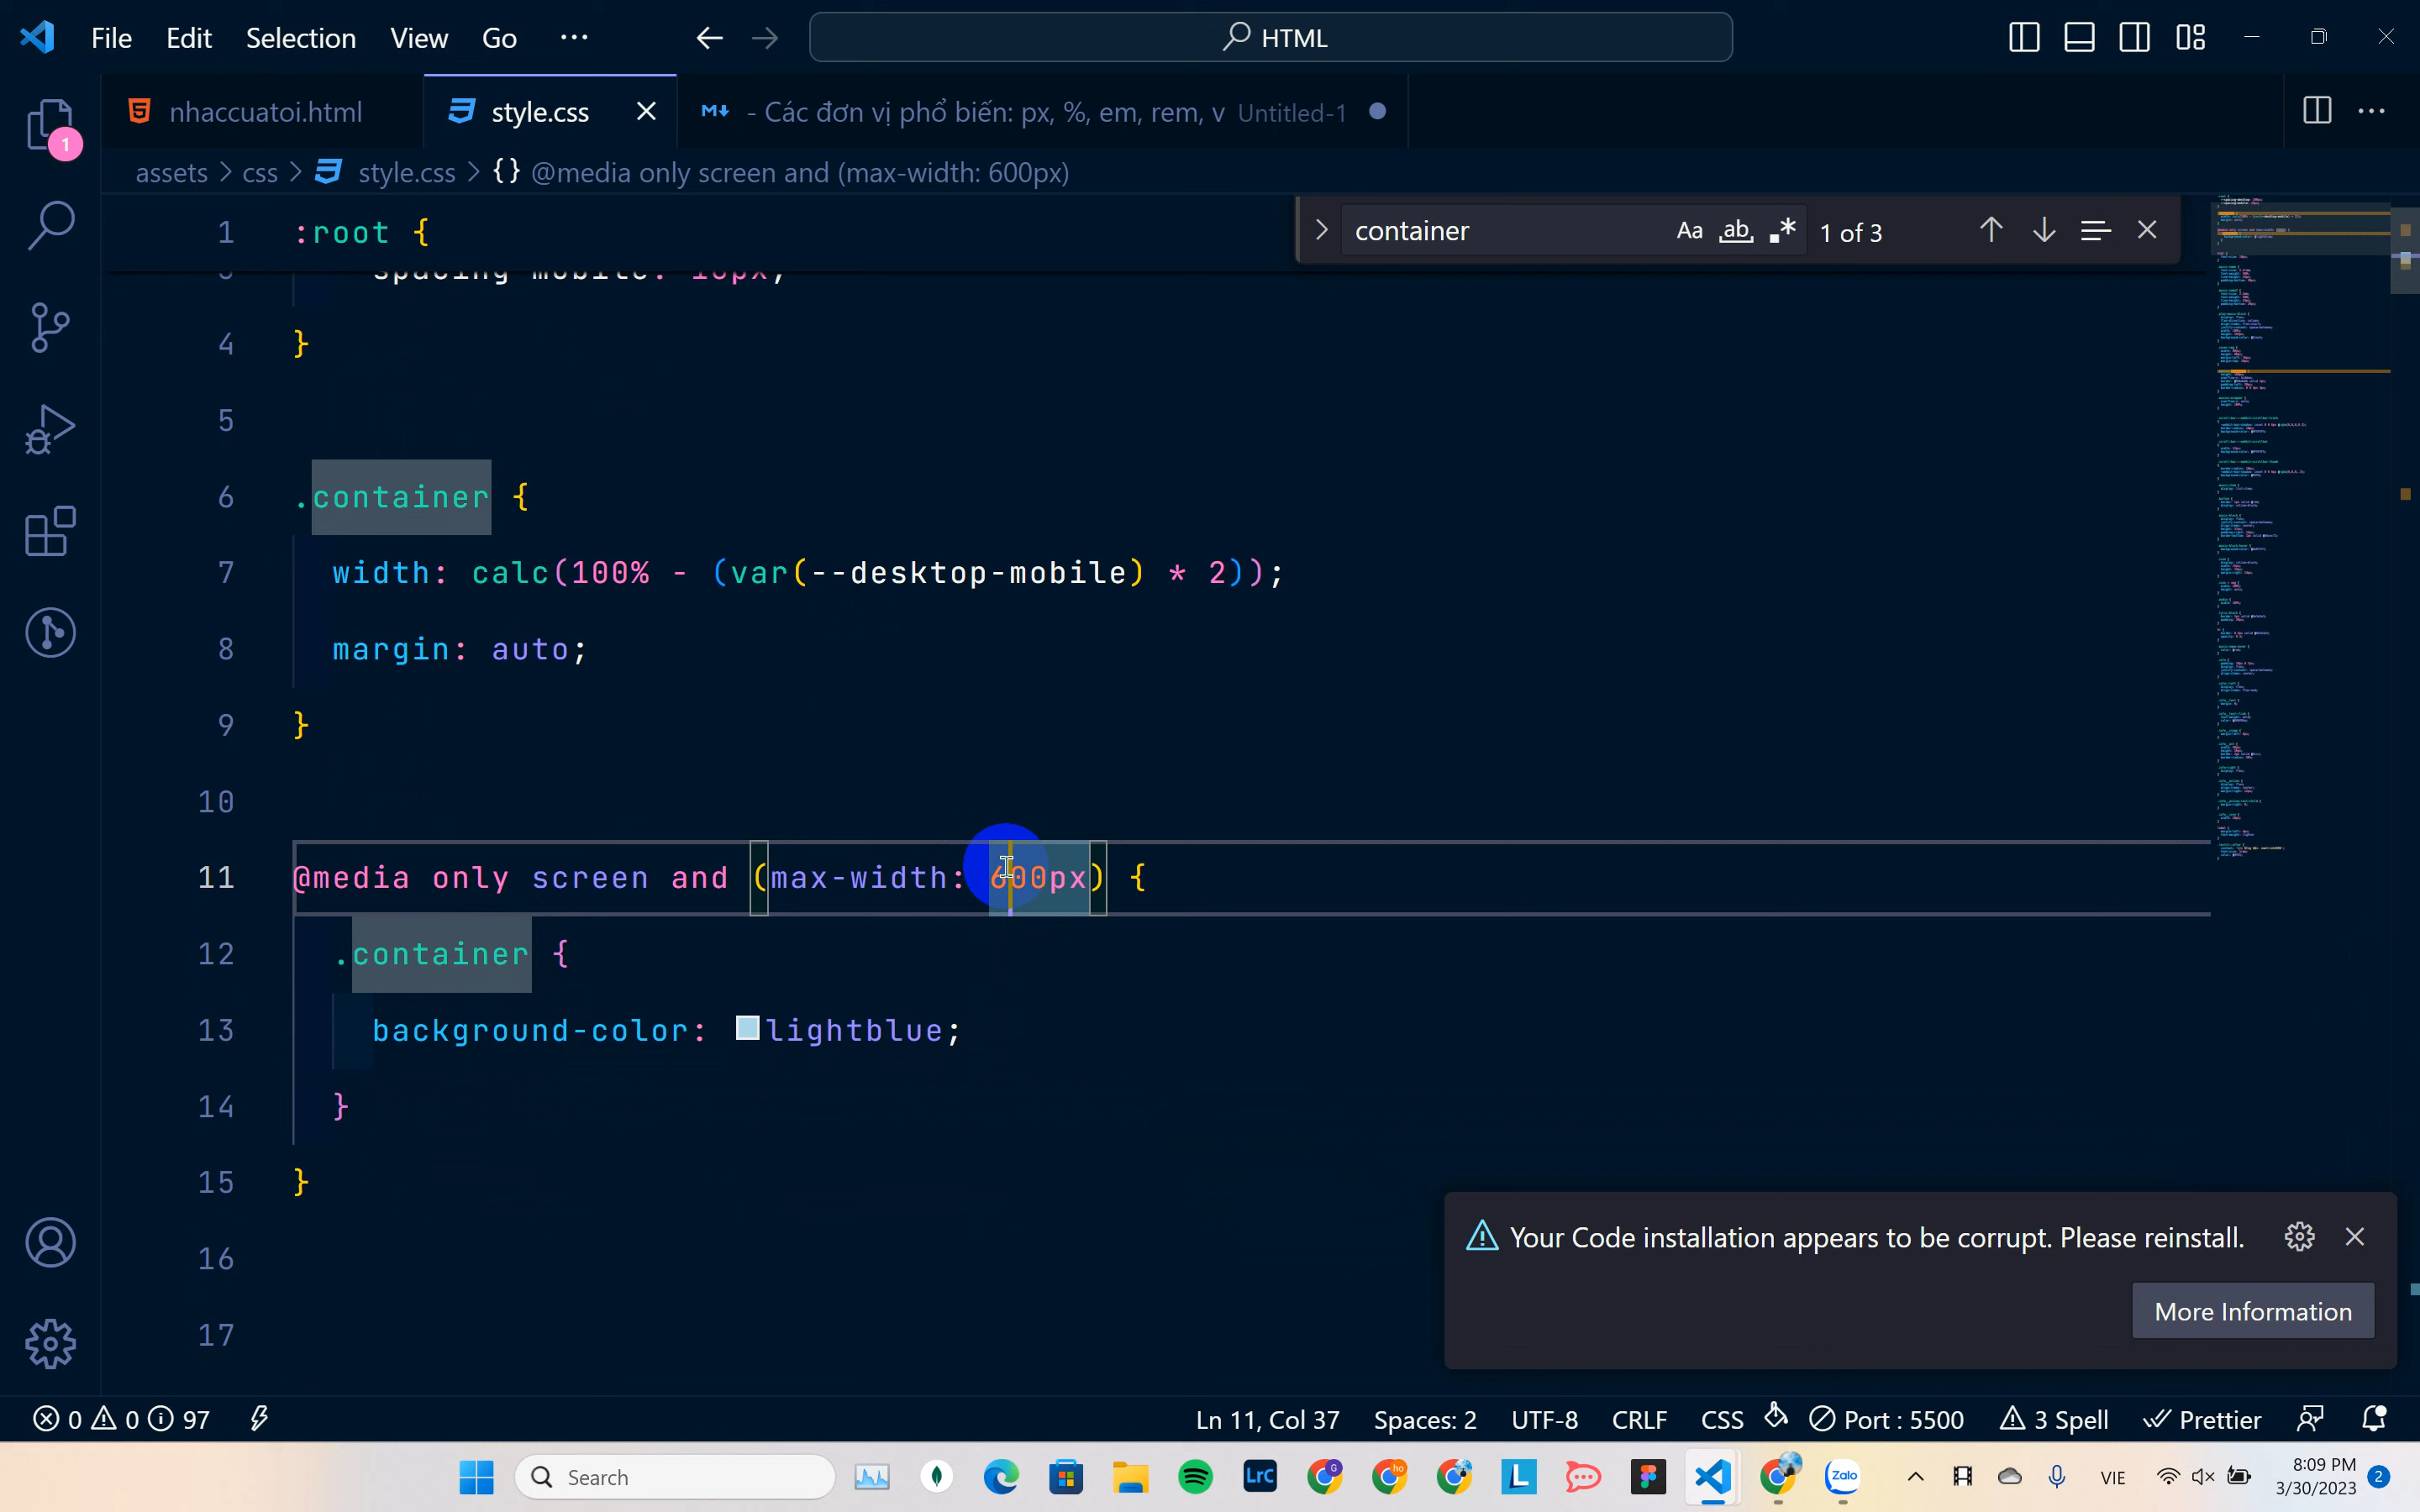 File Edit Selection View Go ··· HTML
nhaccuatoi.html style.css - Các đơn vị phổ biến: px, %, em, rem, v Untitled-1
assets > css > style.css > {} @media only screen and (max-width: 600px)
container Aa ab 1 of 3
1 :root {
4 }
5
6 .container {
7 width: calc(100% - (var(--desktop-mobile) * 2));
8 margin: auto;
9 }
10
11 @media only screen and (max-width: 600px) {
12 .container {
13 background-color: lightblue;
14 }
15 }
16
17
1
Your Code installation appears to be corrupt. Please reinstall.
More Information
0 0 97 Ln 11, Col 37 Spaces: 2 UTF-8 CRLF CSS Port : 5500 3 Spell Prettier
Search LrC G ho L Zalo VIE 8:09 PM
3/30/2023 2